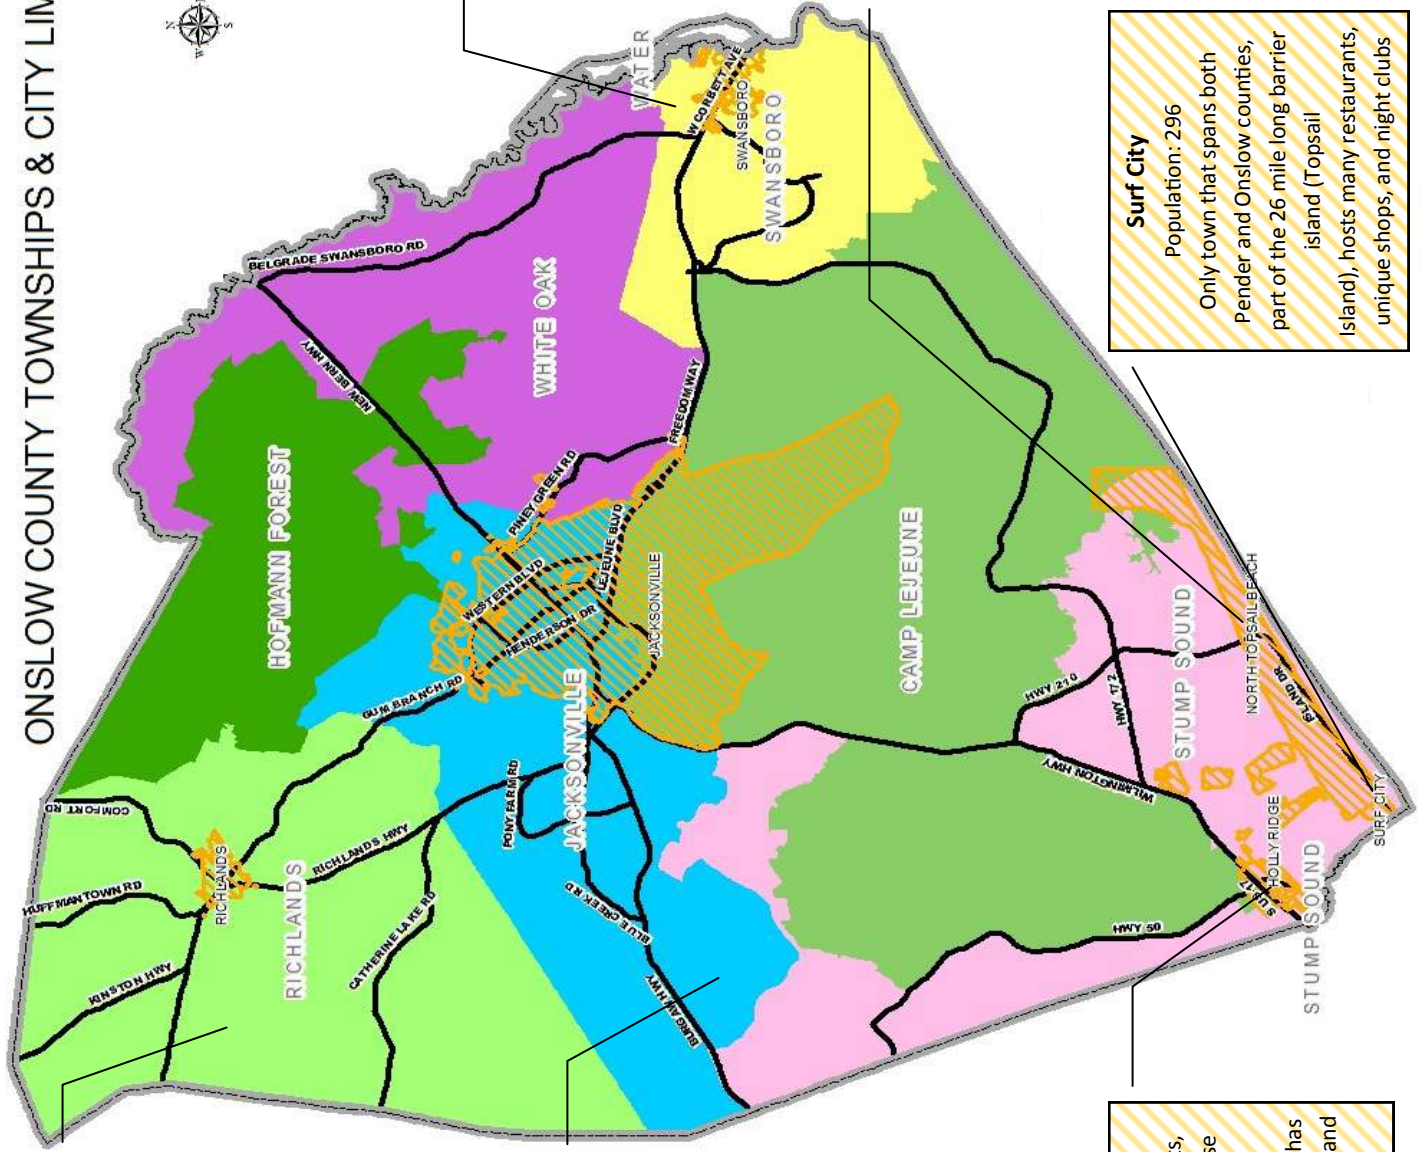 ONSLOW COUNTY TOWNSHIPS & CITY LIM
N
W
S
WATER
W CORBETT AVE
SWANSBORO
SWANSBORO
BELGRADE SWANSBORO RD
WHITE OAK
NEW BERN HWY
HOFMANN FOREST
PINEY GREEN RD
FREEDOM WAY
WESTERN BLVD
LEJEUNE BLVD
HENDERSON DR
JACKSONVILLE
JACKSONVILLE
GUM BRANCH RD
COMFORT RD
HUFFMANTOWN RD
RICHLANDS
RICHLANDS
RICHLANDS HWY
KINSTON HWY
CATHERINE LAKE RD
PONY FARM RD
BLUE CREEK RD
BURGAW HWY
CAMP LEJEUNE
HWY 210
HWY 172
WILMINGTON HWY
STUMP SOUND
NORTH TOPSAIL BEACH
ISLAND DR
SURF CITY
HOLLY RIDGE
S US 17
HWY 50
STUMP SOUND
Surf City
Population: 296
Only town that spans both
Pender and Onslow counties,
part of the 26 mile long barrier
island (Topsail
Island), hosts many restaurants,
unique shops, and night clubs
has
and